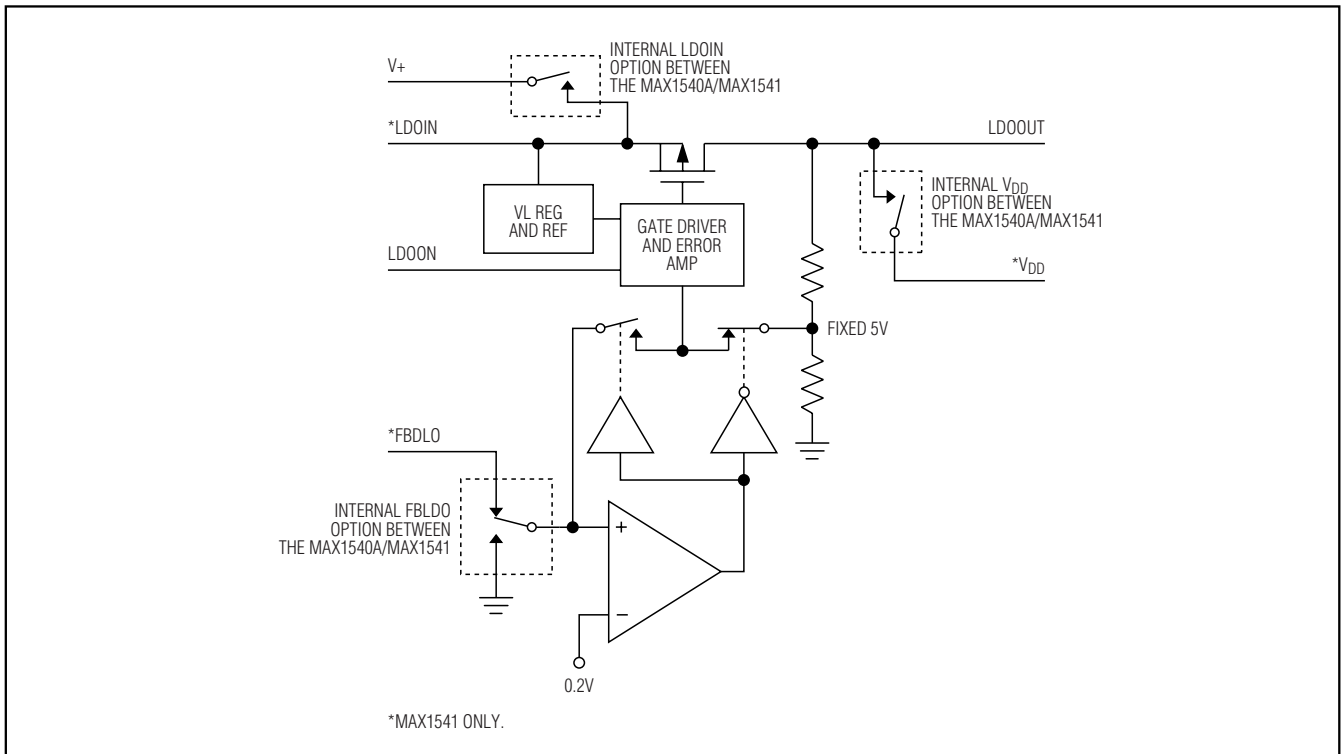 INTERNAL LDOIN
OPTION BETWEEN
THE MAX1540A/MAX1541
V+
*LDOIN
LDOOUT
VL REG
AND REF
GATE DRIVER
AND ERROR
AMP
INTERNAL VDD
OPTION BETWEEN
THE MAX1540A/MAX1541
LDOON
*VDD
FIXED 5V
*FBDLO
INTERNAL FBLDO
OPTION BETWEEN
THE MAX1540A/MAX1541
+
−
0.2V
*MAX1541 ONLY.